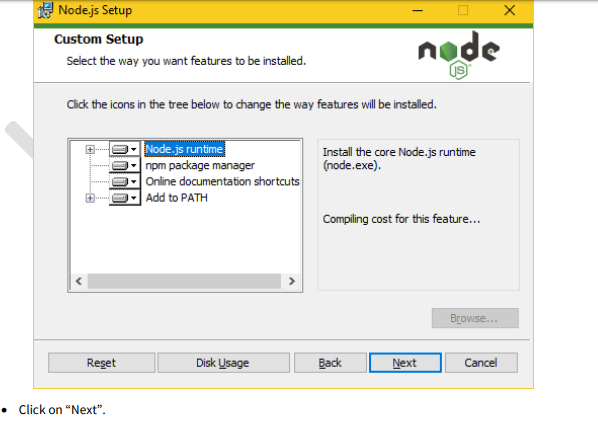 Node.js Setup
Custom Setup
Select the way you want features to be installed.
node
JS
Click the icons in the tree below to change the way features will be installed.
Node.js runtime
npm package manager
Online documentation shortcuts
Add to PATH
Install the core Node.js runtime
(node.exe).
Compiling cost for this feature...
Browse...
Reset
Disk Usage
Back
Next
Cancel
• Click on “Next”.